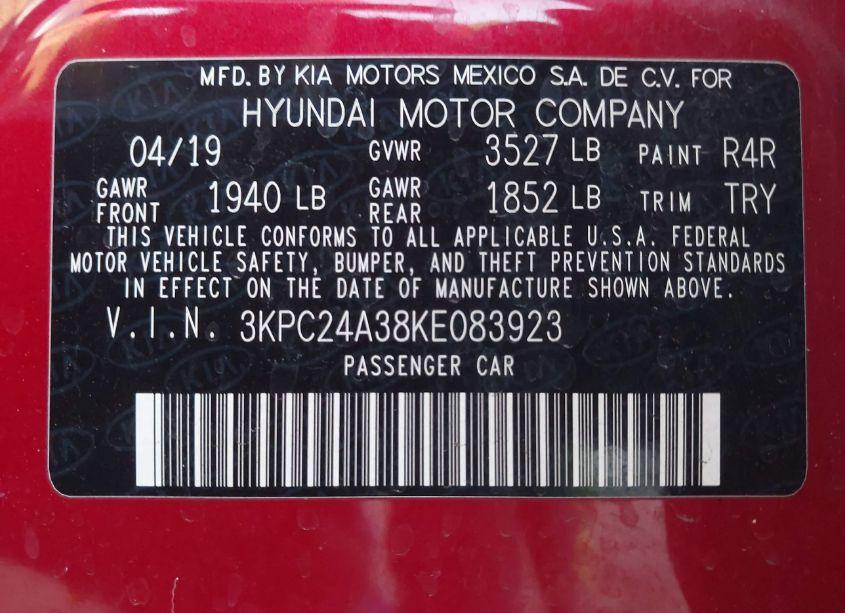 MFD. BY KIA MOTORS MEXICO S.A. DE C.V. FOR
HYUNDAI MOTOR COMPANY
04/19 GVWR 3527 LB PAINT R4R
GAWR FRONT 1940 LB GAWR REAR 1852 LB TRIM TRY
THIS VEHICLE CONFORMS TO ALL APPLICABLE U.S.A. FEDERAL
MOTOR VEHICLE SAFETY, BUMPER, AND THEFT PREVENTION STANDARDS
IN EFFECT ON THE DATE OF MANUFACTURE SHOWN ABOVE.
V.I.N. 3KPC24A38KE083923
PASSENGER CAR